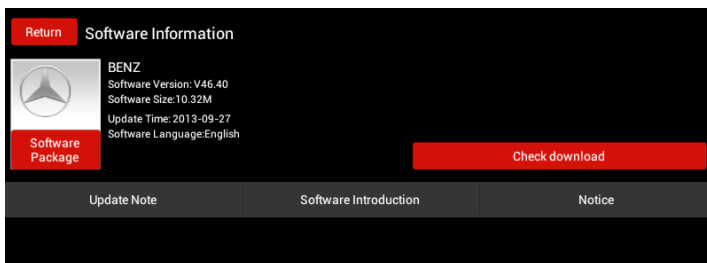 Return
Software Information
BENZ
Software Version: V46.40
Software Size:10.32M
Update Time: 2013-09-27
Software Language:English
Software
Package
Check download
Update Note
Software Introduction
Notice